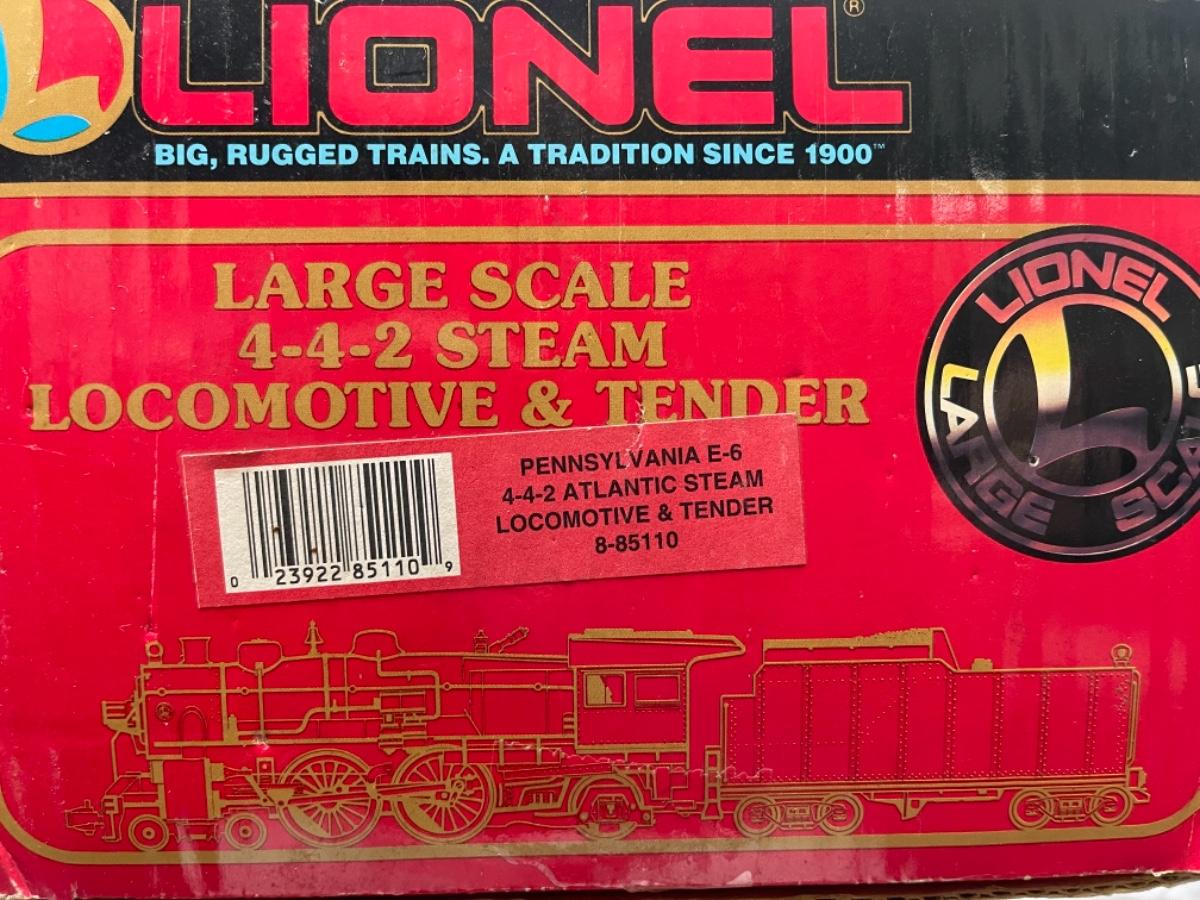 LIONEL®
BIG, RUGGED TRAINS. A TRADITION SINCE 1900™
LARGE SCALE
4-4-2 STEAM
LOCOMOTIVE & TENDER
LIONEL
LARGE SCALE
PENNSYLVANIA E-6
4-4-2 ATLANTIC STEAM
LOCOMOTIVE & TENDER
8-85110
0 23922 85110 9